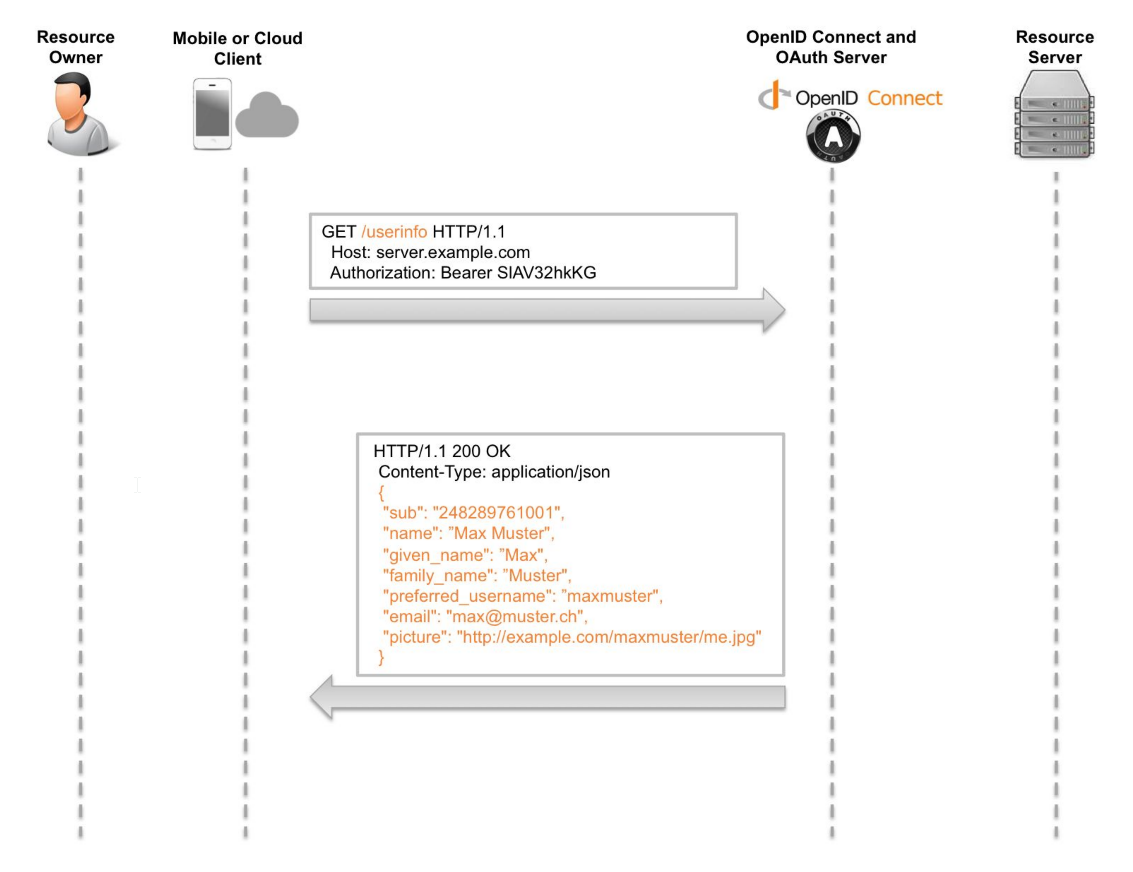 Resource
Owner
Mobile or Cloud
Client
OpenID Connect and
OAuth Server
Resource
Server
OpenID Connect
OAUTH
A
AUTH
GET /userinfo HTTP/1.1
Host: server.example.com
Authorization: Bearer SlAV32hkKG
HTTP/1.1 200 OK
Content-Type: application/json
{
"sub": "248289761001",
"name": ”Max Muster",
"given_name": ”Max",
"family_name": ”Muster",
"preferred_username": ”maxmuster",
"email": "max@muster.ch",
"picture": "http://example.com/maxmuster/me.jpg"
}